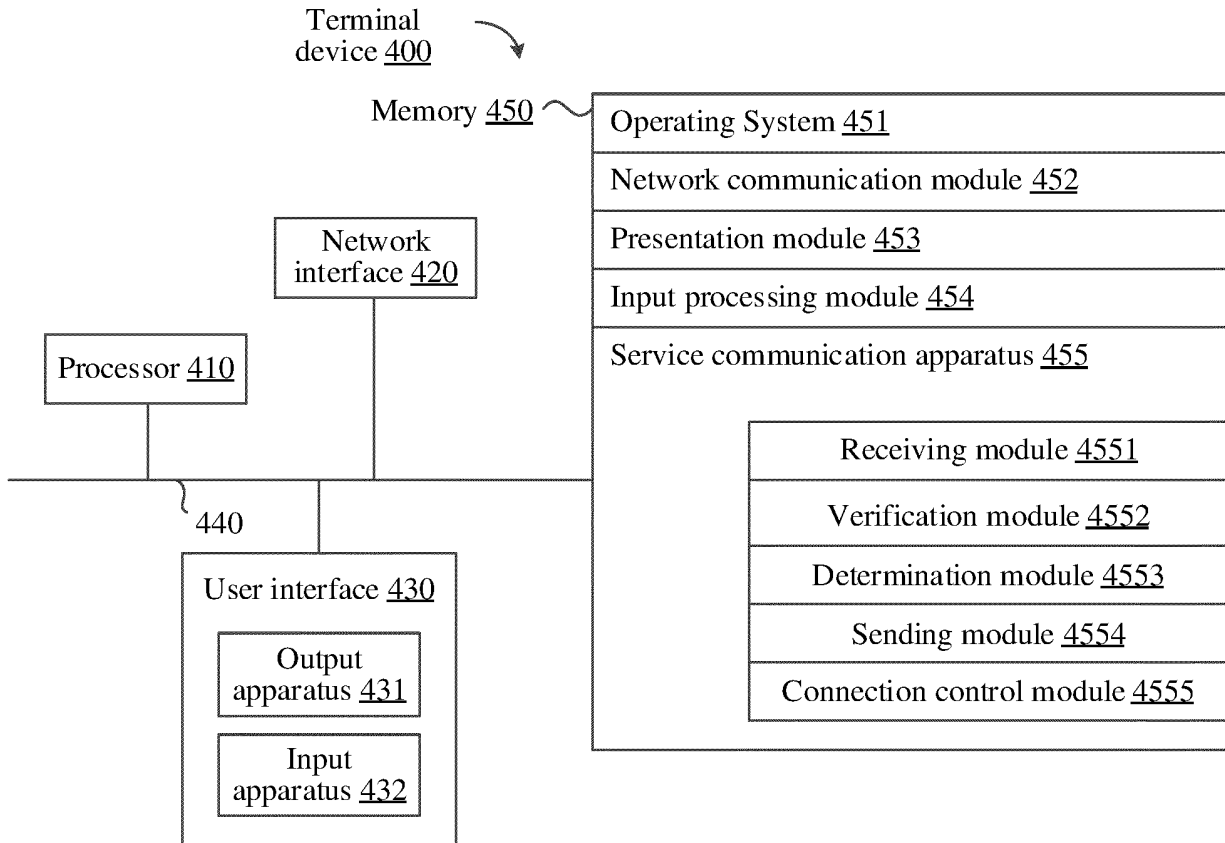 Terminal
device 400
Memory 450
Operating System 451
Network communication module 452
Presentation module 453
Input processing module 454
Service communication apparatus 455
Receiving module 4551
Verification module 4552
Determination module 4553
Sending module 4554
Connection control module 4555
Network
interface 420
Processor 410
440
User interface 430
Output
apparatus 431
Input
apparatus 432